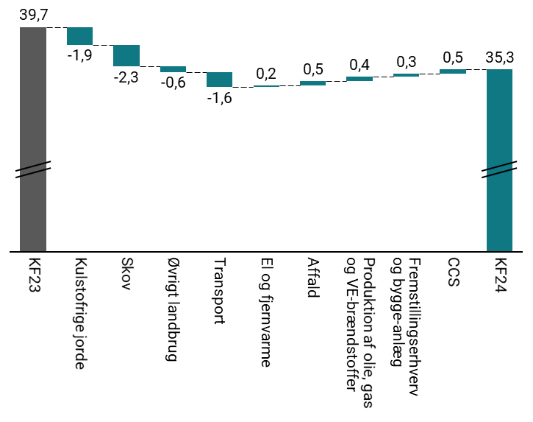 39,7
-1,9
-2,3
-0,6
-1,6
0,2
0,5
0,4
0,3
0,5
35,3
KF23
Kulstofrige jorde
Skov
Øvrigt landbrug
Transport
El og fjernvarme
Affald
Produktion af olie, gas
og VE-brændstoffer
Fremstillingserhverv
og bygge-anlæg
CCS
KF24